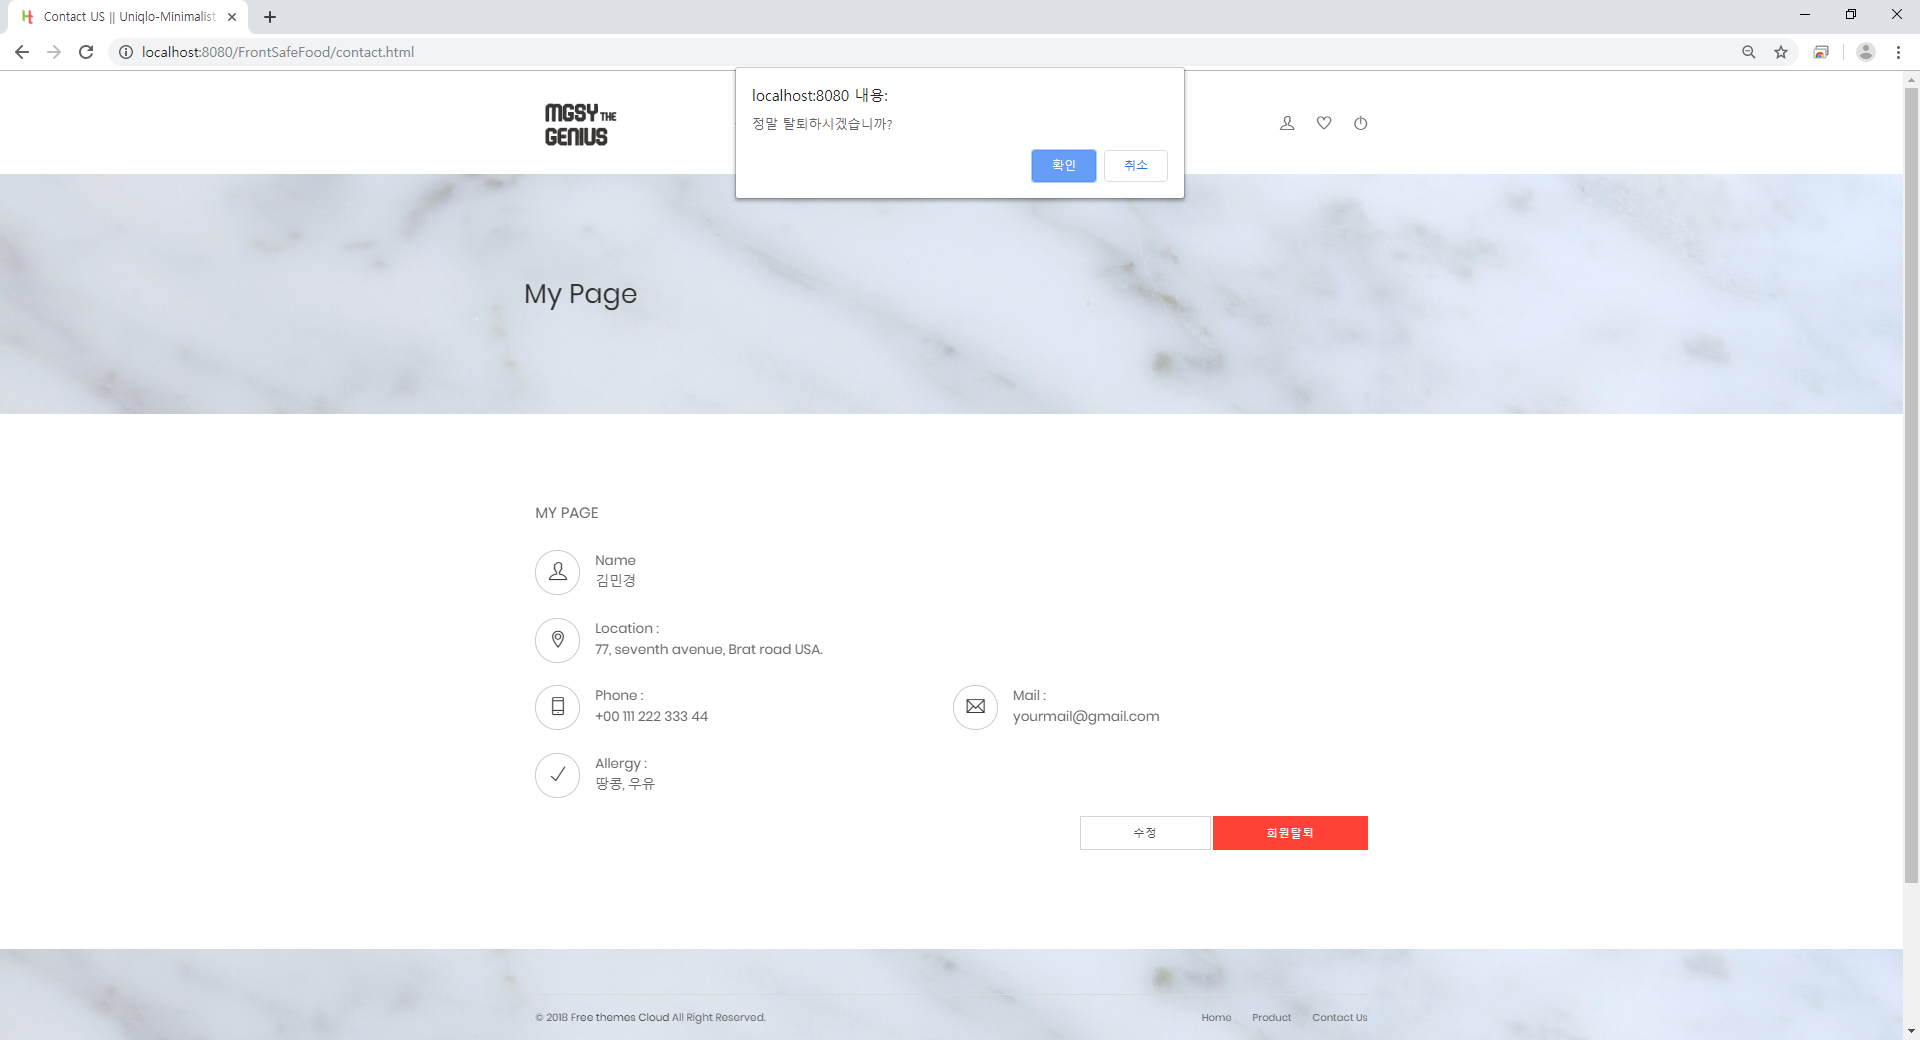 Contact US || Uniqlo-Minimalist
localhost:8080/FrontSafeFood/contact.html
localhost:8080 내용:
정말 탈퇴하시겠습니까?
확인
취소
MGSY THE
GENIUS
My Page
MY PAGE
Name
김민경
Location :
77, seventh avenue, Brat road USA.
Phone :
+00 111 222 333 44
Mail :
yourmail@gmail.com
Allergy :
땅콩, 우유
수정
회원탈퇴
© 2018 Free themes Cloud All Right Reserved.
Home
Product
Contact Us